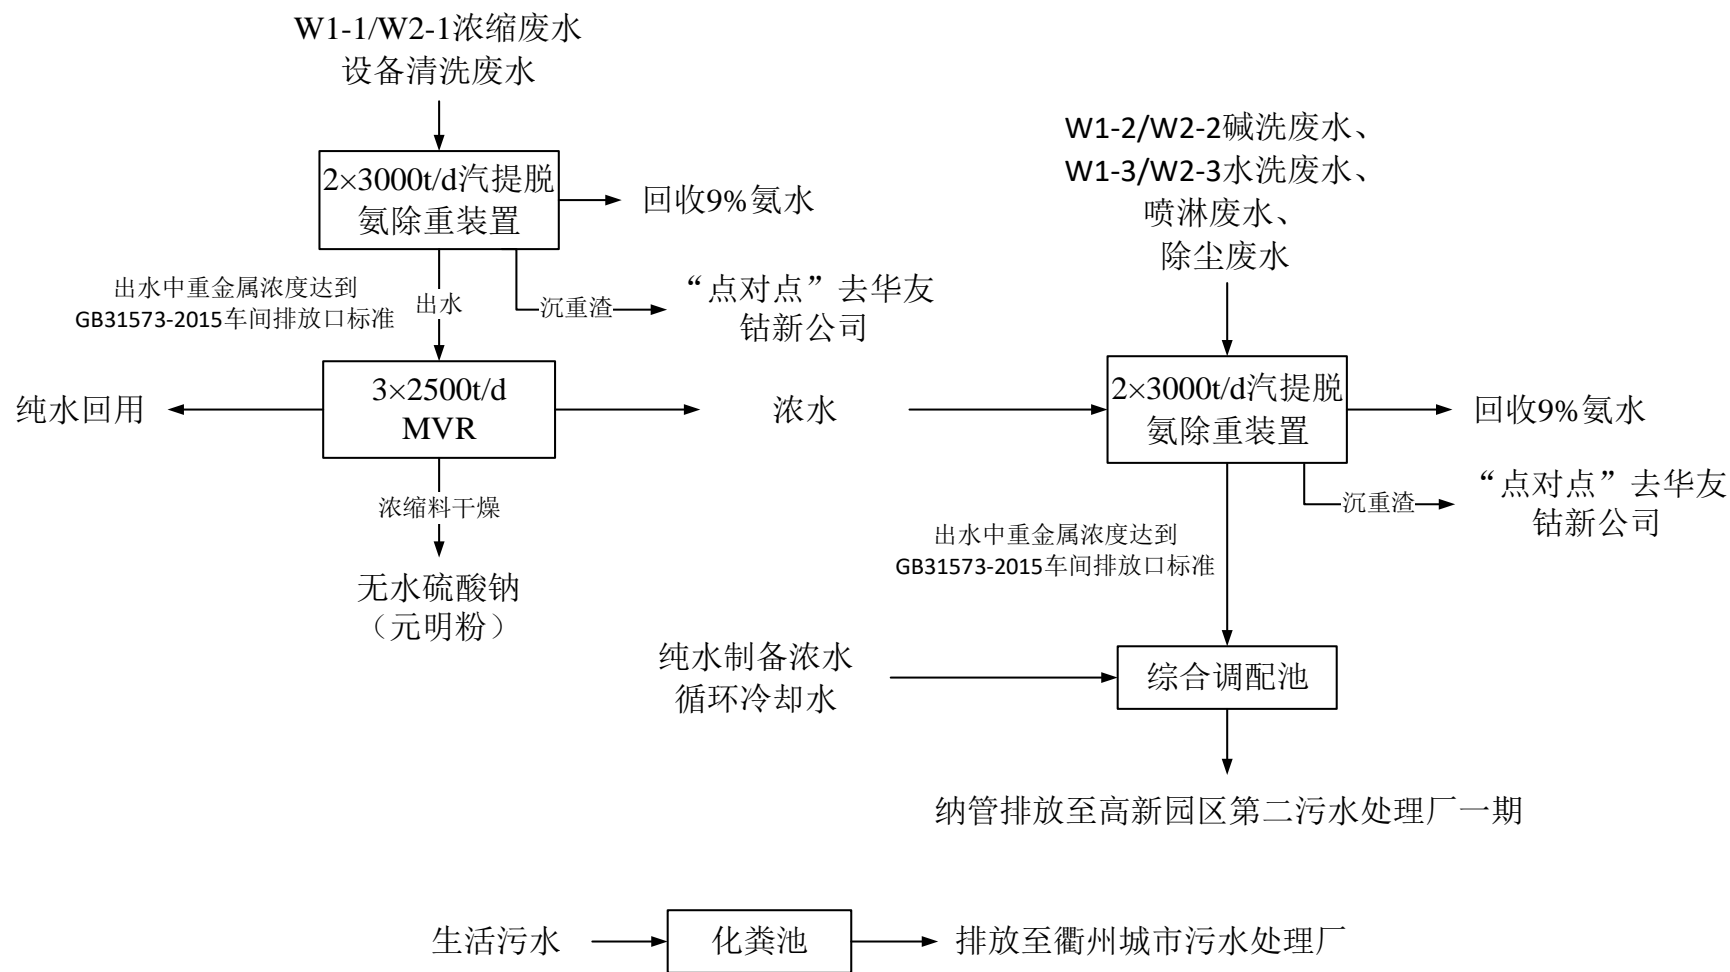 W1-1/W2-1浓缩废水
设备清洗废水
2×3000t/d汽提脱
氨除重装置
回收9%氨水
出水中重金属浓度达到
GB31573-2015车间排放口标准
出水
沉重渣
“点对点”去华友
钴新公司
纯水回用
3×2500t/d
MVR
浓水
浓缩料干燥
无水硫酸钠
（元明粉）
W1-2/W2-2碱洗废水、
W1-3/W2-3水洗废水、
喷淋废水、
除尘废水
2×3000t/d汽提脱
氨除重装置
回收9%氨水
沉重渣
“点对点”去华友
钴新公司
出水中重金属浓度达到
GB31573-2015车间排放口标准
纯水制备浓水
循环冷却水
综合调配池
纳管排放至高新园区第二污水处理厂一期
生活污水
化粪池
排放至衢州城市污水处理厂